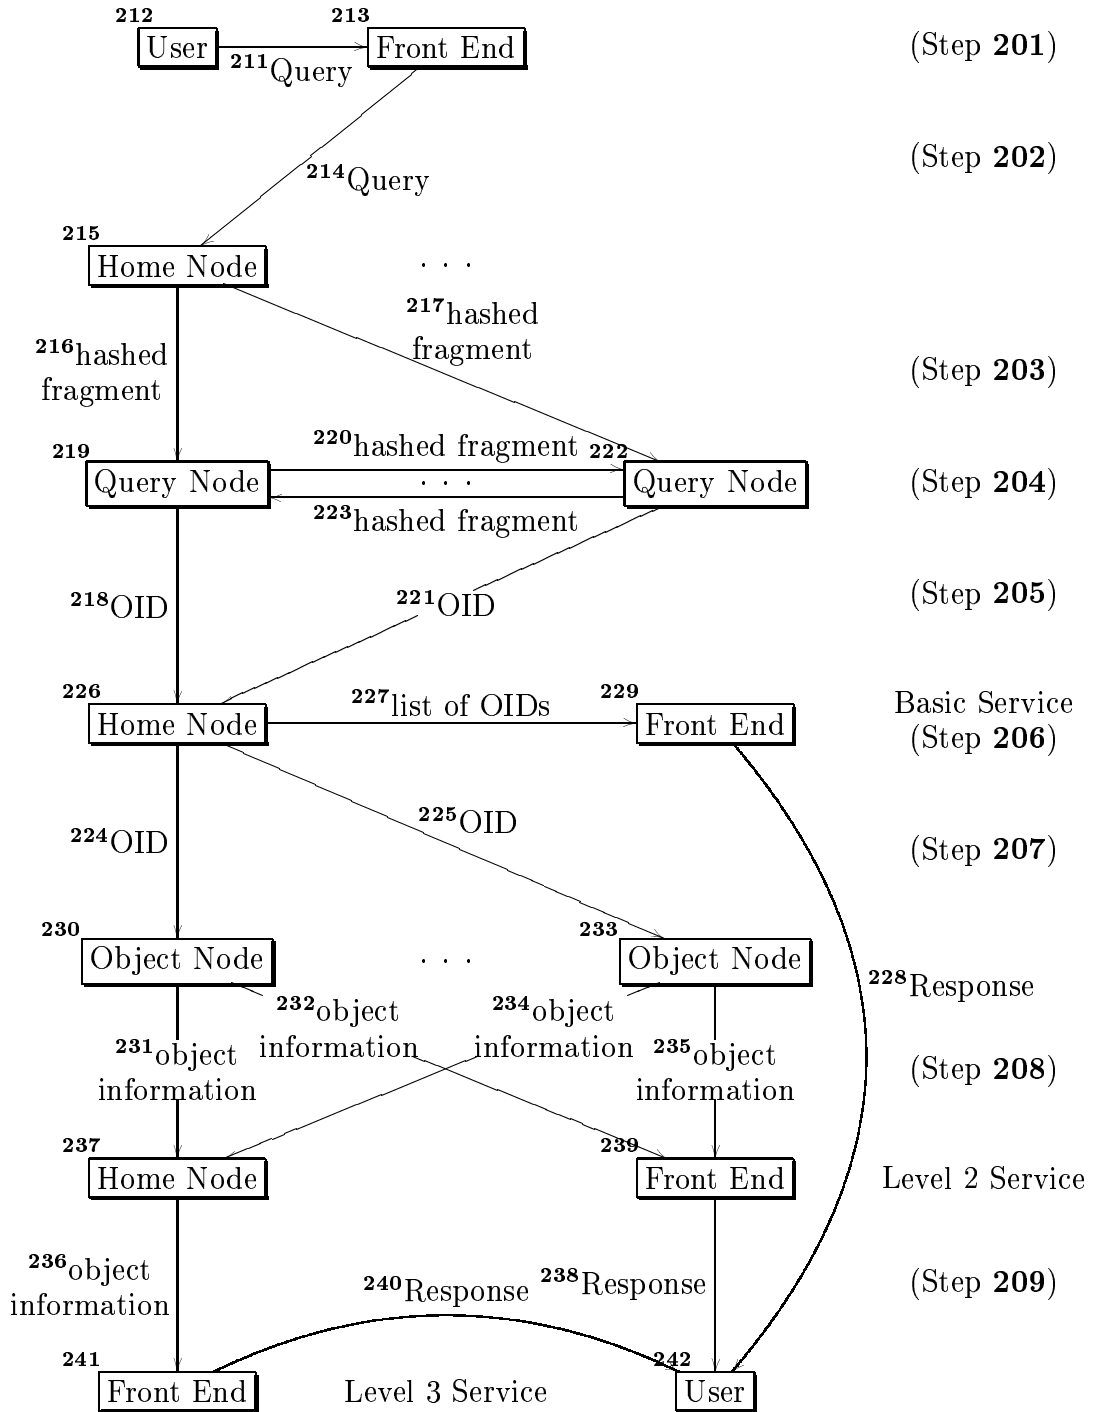 212 213
User Front End (Step 201)
211Query
(Step 202)
214Query
215
Home Node . . .
217hashed
fragment
216hashed
fragment
(Step 203)
219 220hashed fragment 222
Query Node . . . Query Node (Step 204)
223hashed fragment
218OID 221OID (Step 205)
226 227list of OIDs 229 Basic Service
Home Node Front End (Step 206)
225OID
224OID (Step 207)
230 233
Object Node . . . Object Node
228Response
232object
information
234object
information
231object
information
235object
information
(Step 208)
237 239
Home Node Front End Level 2 Service
236object
information
240Response 238Response (Step 209)
241 242
Front End Level 3 Service User